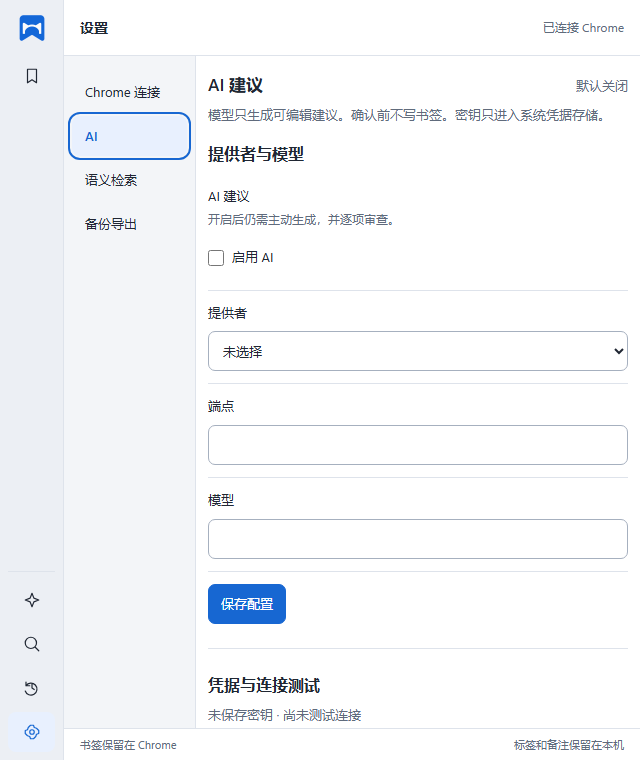 设置
已连接 Chrome
Chrome 连接
AI
语义检索
备份导出
AI 建议
默认关闭
模型只生成可编辑建议。确认前不写书签。密钥只进入系统凭据存储。
提供者与模型
AI 建议
开启后仍需主动生成，并逐项审查。
启用 AI
提供者
未选择
端点
模型
保存配置
凭据与连接测试
未保存密钥 · 尚未测试连接
书签保留在 Chrome
标签和备注保留在本机